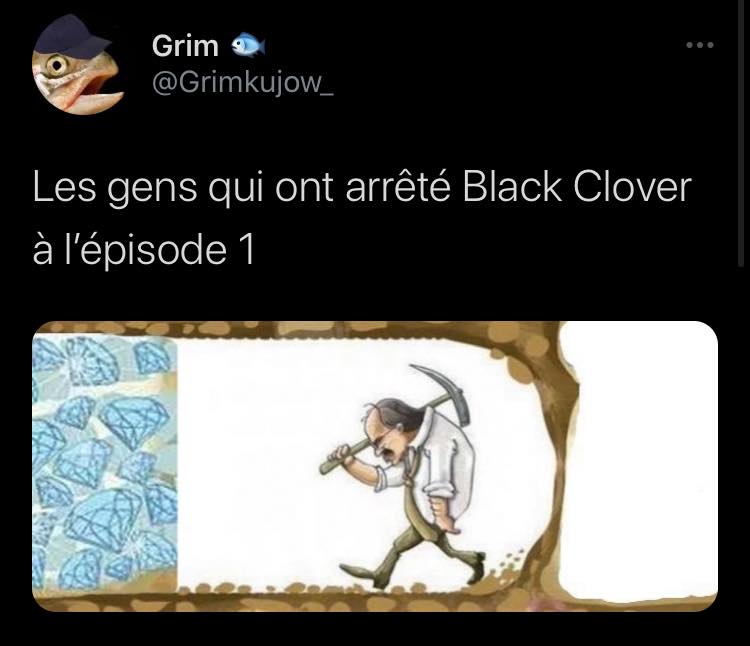 Grim 🐟
@Grimkujow_
Les gens qui ont arrêté Black Clover
à l’épisode 1